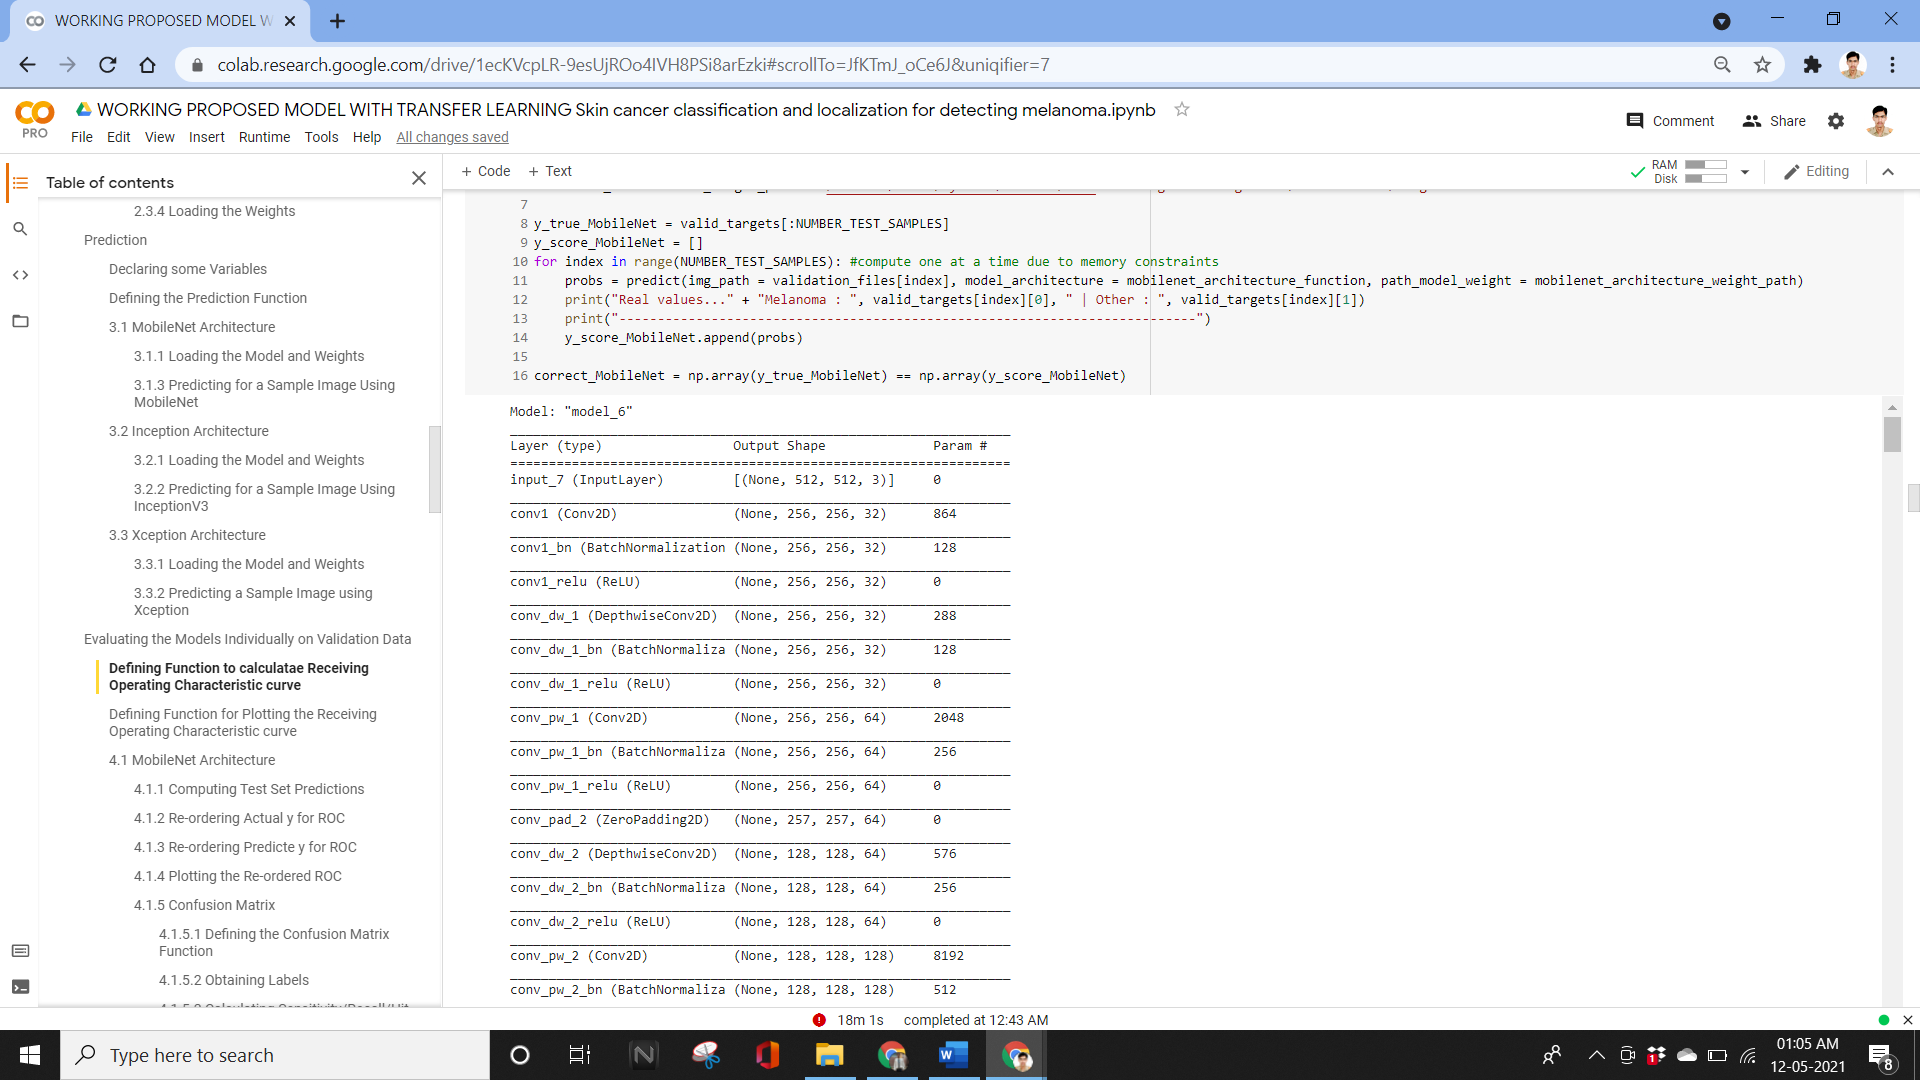 WORKING PROPOSED MODEL W
colab.research.google.com/drive/1ecKVcpLR-9esUjROo4IVH8PSi8arEzki#scrollTo=JfKTmJ_oCe6J&uniqifier=7
CO
PRO
WORKING PROPOSED MODEL WITH TRANSFER LEARNING Skin cancer classification and localization for detecting melanoma.ipynb
File Edit View Insert Runtime Tools Help All changes saved
Comment Share
Table of contents
+ Code + Text
RAM
Disk
Editing
2.3.4 Loading the Weights
Prediction
Declaring some Variables
Defining the Prediction Function
3.1 MobileNet Architecture
3.1.1 Loading the Model and Weights
3.1.3 Predicting for a Sample Image Using
MobileNet
3.2 Inception Architecture
3.2.1 Loading the Model and Weights
3.2.2 Predicting for a Sample Image Using
InceptionV3
3.3 Xception Architecture
3.3.1 Loading the Model and Weights
3.3.2 Predicting a Sample Image using
Xception
Evaluating the Models Individually on Validation Data
Defining Function to calculatae Receiving
Operating Characteristic curve
Defining Function for Plotting the Receiving
Operating Characteristic curve
4.1 MobileNet Architecture
4.1.1 Computing Test Set Predictions
4.1.2 Re-ordering Actual y for ROC
4.1.3 Re-ordering Predicte y for ROC
4.1.4 Plotting the Re-ordered ROC
4.1.5 Confusion Matrix
4.1.5.1 Defining the Confusion Matrix
Function
4.1.5.2 Obtaining Labels
7
8 y_true_MobileNet = valid_targets[:NUMBER_TEST_SAMPLES]
9 y_score_MobileNet = []
10 for index in range(NUMBER_TEST_SAMPLES): #compute one at a time due to memory constraints
11 probs = predict(img_path = validation_files[index], model_architecture = mobilenet_architecture_function, path_model_weight = mobilenet_architecture_weight_path)
12 print("Real values..." + "Melanoma : ", valid_targets[index][0], " | Other : ", valid_targets[index][1])
13 print("---------------------------------------------------------------------------")
14 y_score_MobileNet.append(probs)
15
16 correct_MobileNet = np.array(y_true_MobileNet) == np.array(y_score_MobileNet)
Model: "model_6"
Layer (type) Output Shape Param #
=================================================================
input_7 (InputLayer) [(None, 512, 512, 3)] 0
conv1 (Conv2D) (None, 256, 256, 32) 864
conv1_bn (BatchNormalization (None, 256, 256, 32) 128
conv1_relu (ReLU) (None, 256, 256, 32) 0
conv_dw_1 (DepthwiseConv2D) (None, 256, 256, 32) 288
conv_dw_1_bn (BatchNormaliza (None, 256, 256, 32) 128
conv_dw_1_relu (ReLU) (None, 256, 256, 32) 0
conv_pw_1 (Conv2D) (None, 256, 256, 64) 2048
conv_pw_1_bn (BatchNormaliza (None, 256, 256, 64) 256
conv_pw_1_relu (ReLU) (None, 256, 256, 64) 0
conv_pad_2 (ZeroPadding2D) (None, 257, 257, 64) 0
conv_dw_2 (DepthwiseConv2D) (None, 128, 128, 64) 576
conv_dw_2_bn (BatchNormaliza (None, 128, 128, 64) 256
conv_dw_2_relu (ReLU) (None, 128, 128, 64) 0
conv_pw_2 (Conv2D) (None, 128, 128, 128) 8192
conv_pw_2_bn (BatchNormaliza (None, 128, 128, 128) 512
18m 1s completed at 12:43 AM
Type here to search
01:05 AM
12-05-2021
8